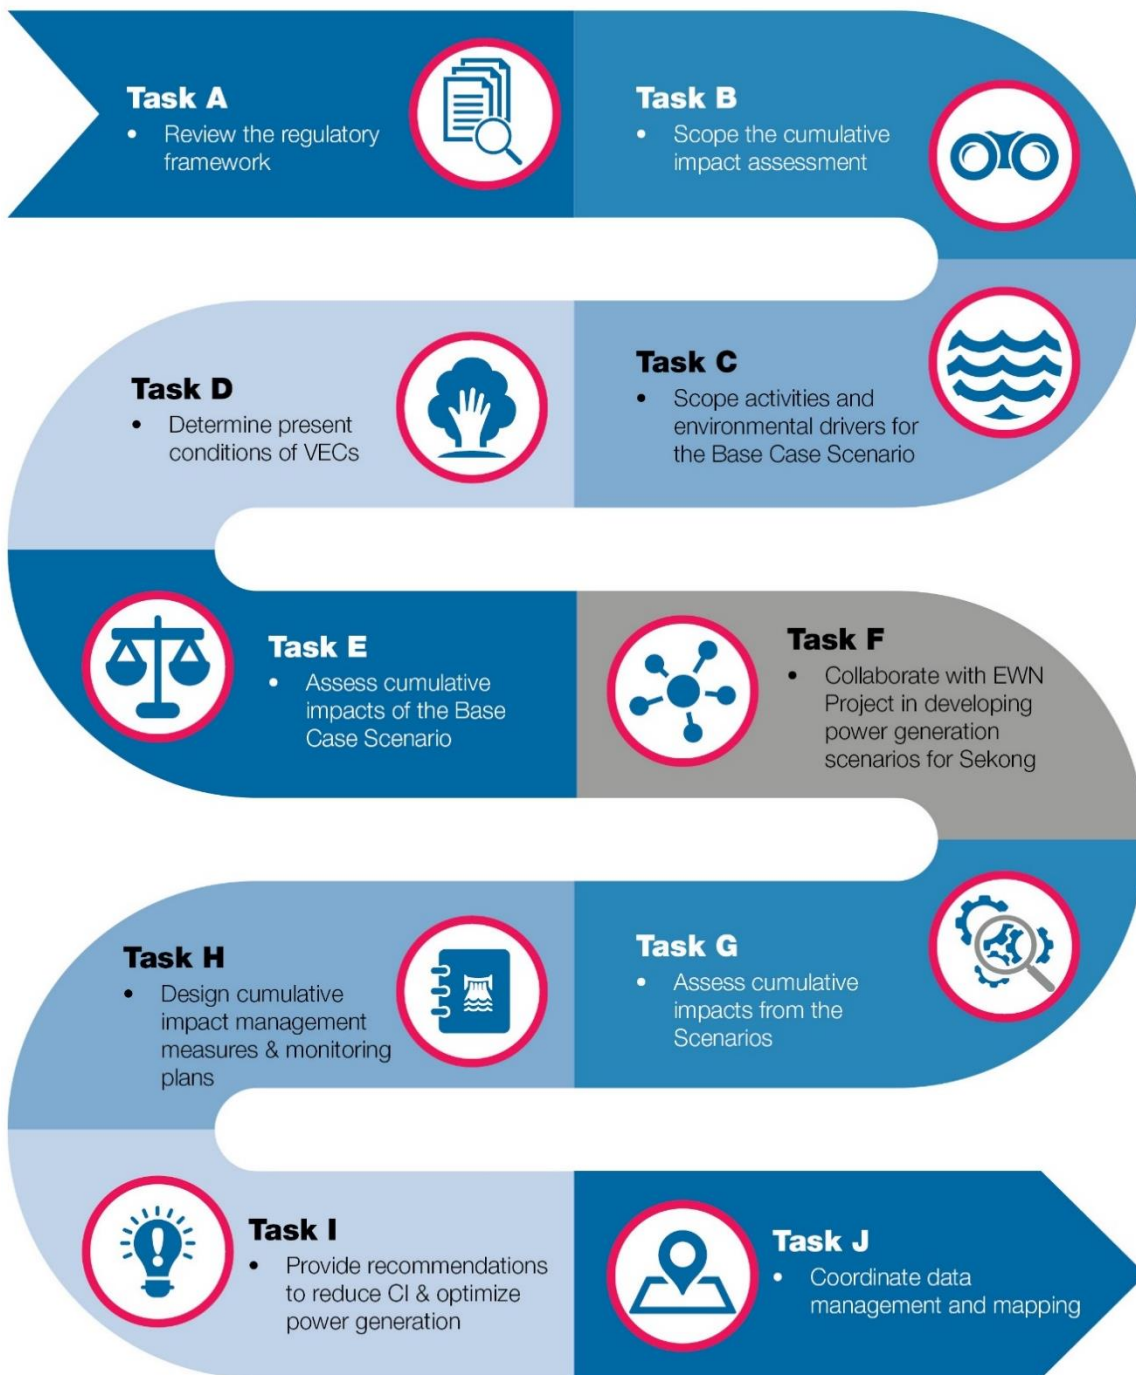 Task A
• Review the regulatory
framework
Task B
• Scope the cumulative
impact assessment
Task C
• Scope activities and
environmental drivers for
the Base Case Scenario
Task D
• Determine present
conditions of VECs
Task E
• Assess cumulative
impacts of the Base
Case Scenario
Task F
• Collaborate with EWN
Project in developing
power generation
scenarios for Sekong
Task G
• Assess cumulative
impacts from the
Scenarios
Task H
• Design cumulative
impact management
measures & monitoring
plans
Task I
• Provide recommendations
to reduce CI & optimize
power generation
Task J
• Coordinate data
management and mapping